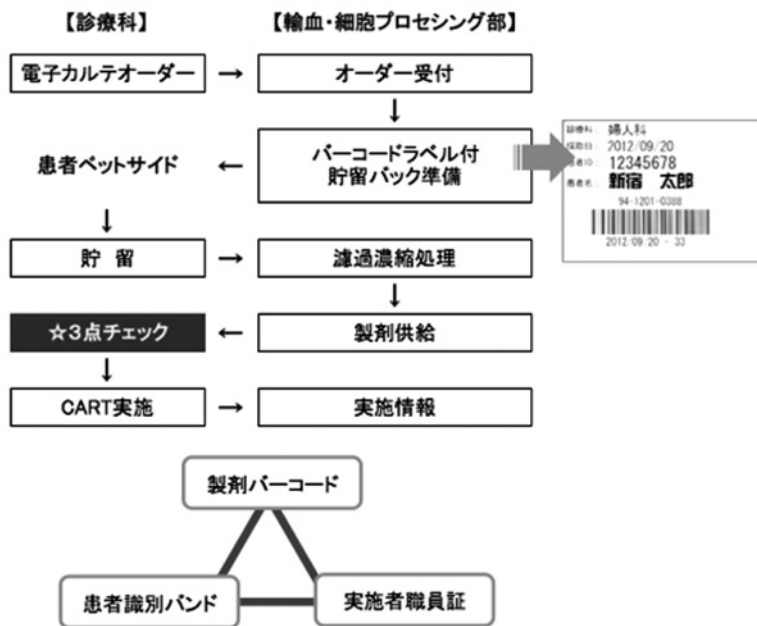 【診療科】 【輸血・細胞プロセシング部】
電子カルテオーダー → オーダー受付
↓
患者ベットサイド ← バーコードラベル付
貯留バック準備
診療科： 婦人科
採取日： 2012/09/20
患者ID： 12345678
患者名： 新宿 太郎
94-1201-0388
2012/09/20 - 33
↓
貯 留 → 濾過濃縮処理
↓
☆3点チェック ← 製剤供給
↓
CART実施 → 実施情報
製剤バーコード
患者識別バンド 実施者職員証